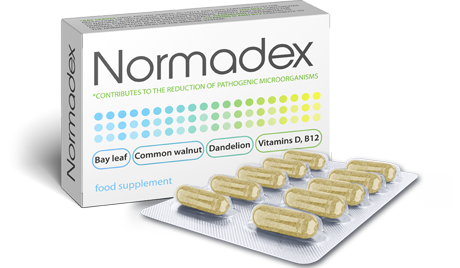 Normadex
*CONTRIBUTES TO THE REDUCTION OF PATHOGENIC MICROORGANISMS
Bay leaf
Common walnut
Dandelion
Vitamins D, B12
food supplement
Normadex